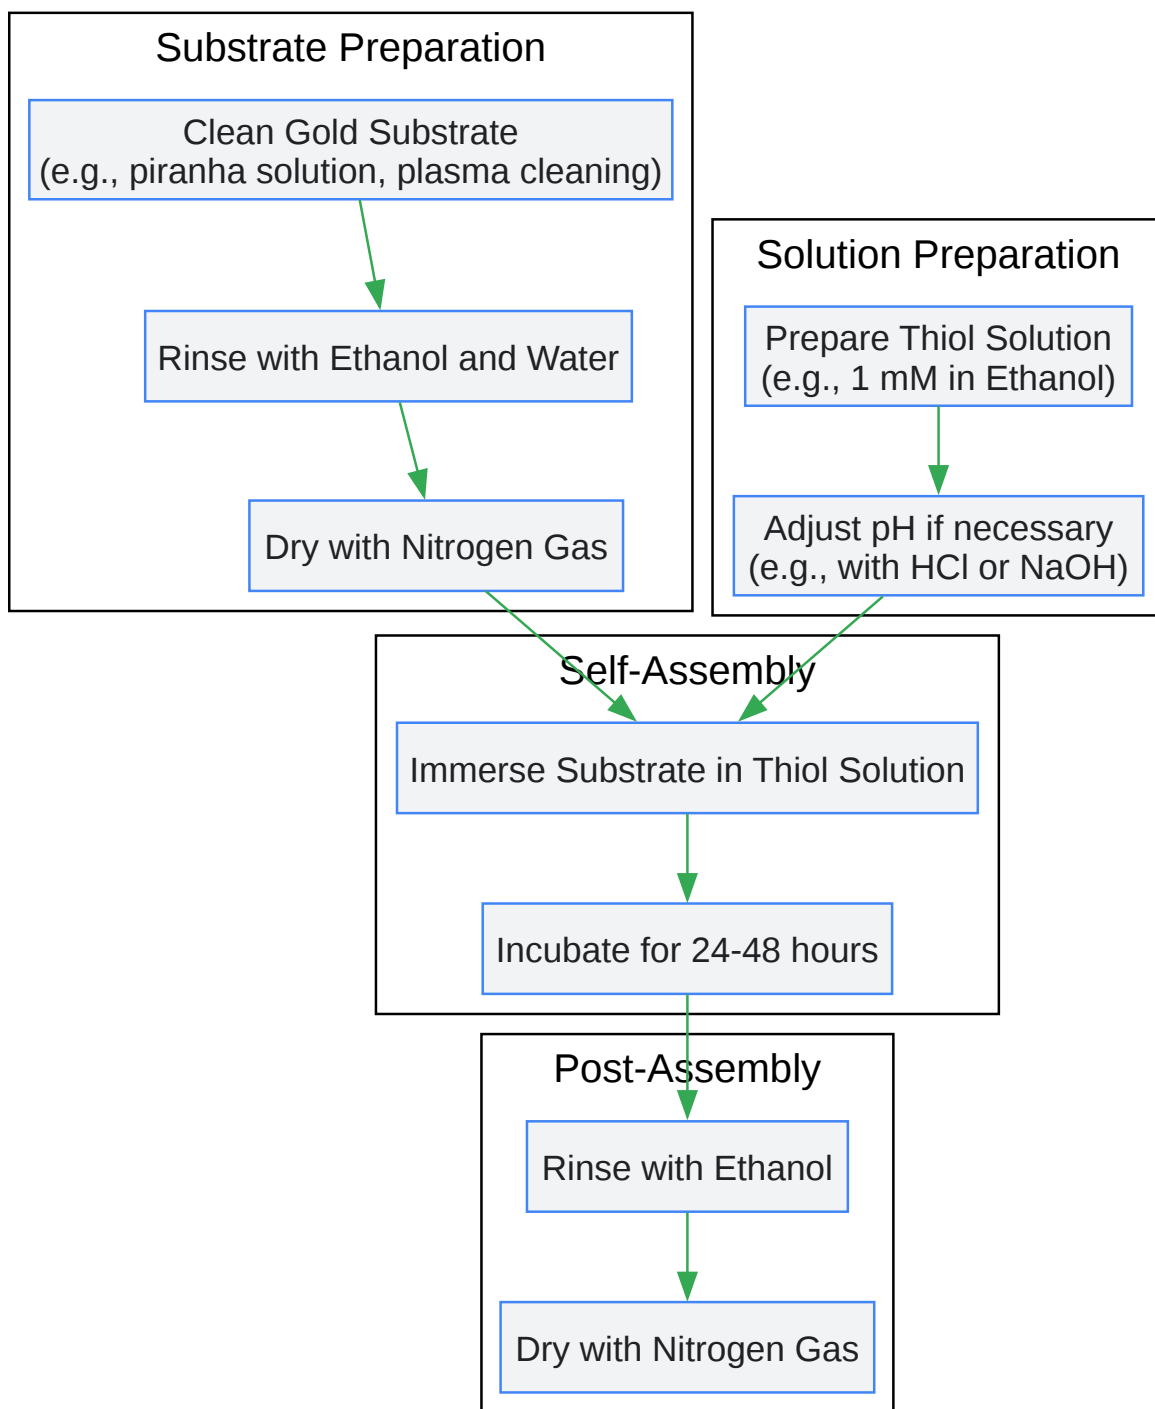 Substrate Preparation
Clean Gold Substrate
(e.g., piranha solution, plasma cleaning)
Rinse with Ethanol and Water
Dry with Nitrogen Gas
Solution Preparation
Prepare Thiol Solution
(e.g., 1 mM in Ethanol)
Adjust pH if necessary
(e.g., with HCl or NaOH)
Self-Assembly
Immerse Substrate in Thiol Solution
Incubate for 24-48 hours
Post-Assembly
Rinse with Ethanol
Dry with Nitrogen Gas